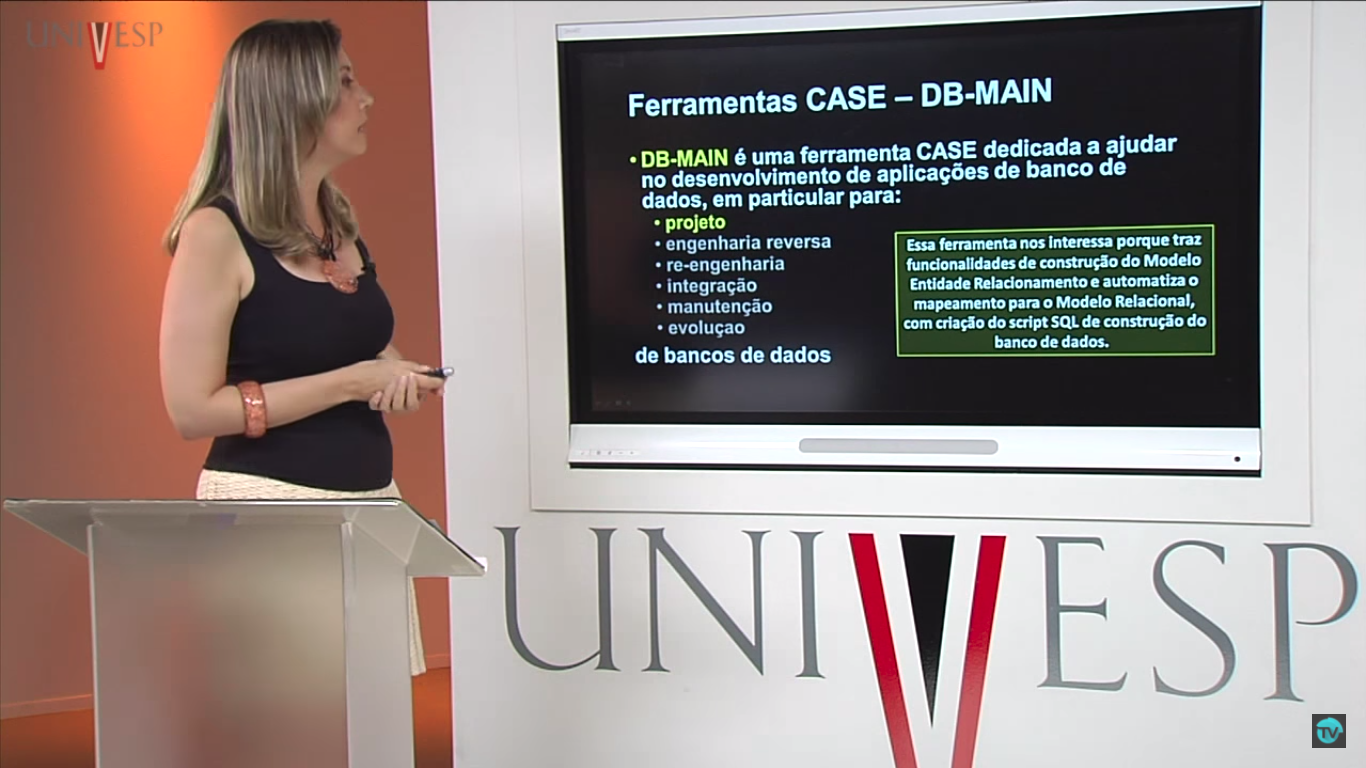 UNIVESP
Ferramentas CASE – DB-MAIN
• DB-MAIN é uma ferramenta CASE dedicada a ajudar
no desenvolvimento de aplicações de banco de
dados, em particular para:
• projeto
• engenharia reversa
• re-engenharia
• integração
• manutenção
• evoluçao
de bancos de dados
Essa ferramenta nos interessa porque traz
funcionalidades de construção do Modelo
Entidade Relacionamento e automatiza o
mapeamento para o Modelo Relacional,
com criação do script SQL de construção do
banco de dados.
UNIVESP
TV